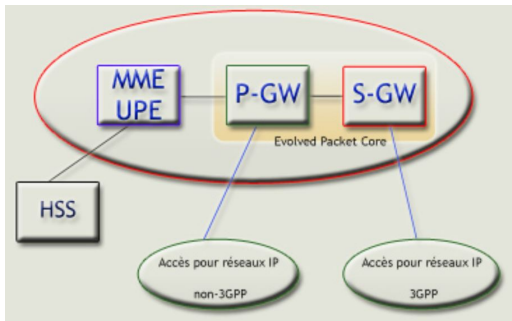 MME
UPE
P-GW
S-GW
Evolved Packet Core
HSS
Accès pour réseaux IP
non-3GPP
Accès pour réseaux IP
3GPP